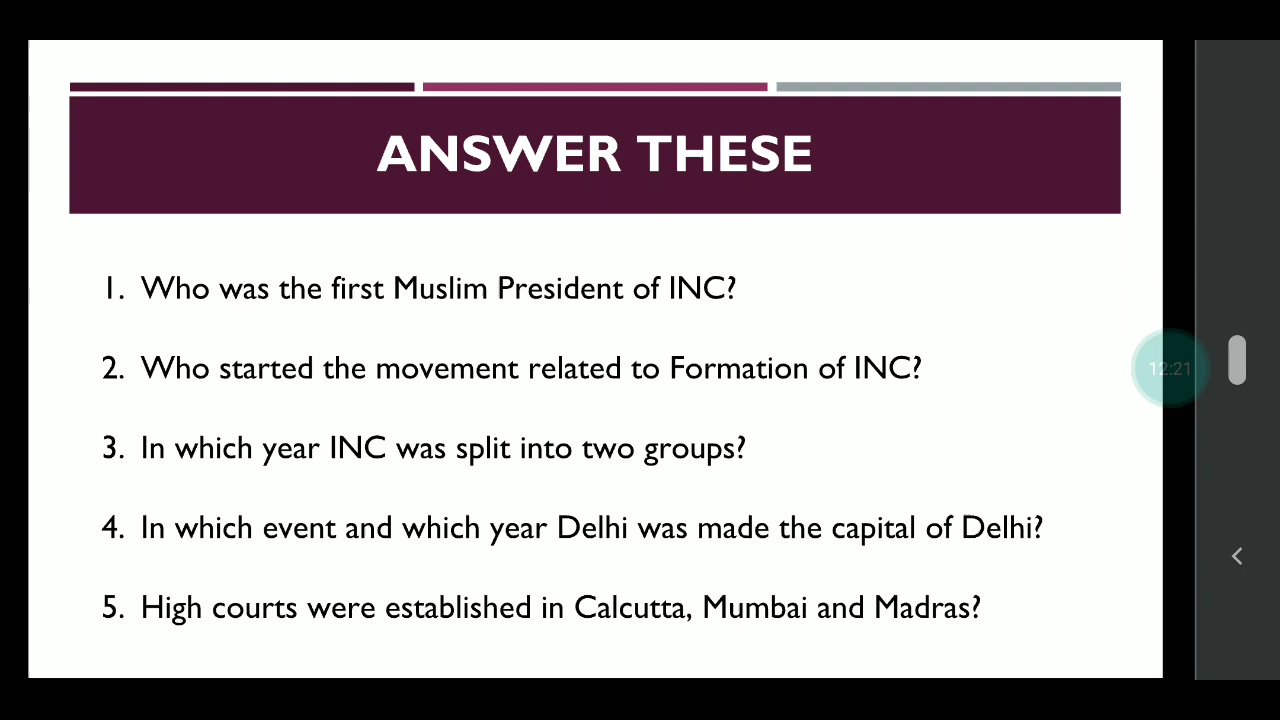 ANSWER THESE
1. Who was the first Muslim President of INC?
2. Who started the movement related to Formation of INC?
3. In which year INC was split into two groups?
4. In which event and which year Delhi was made the capital of Delhi?
5. High courts were established in Calcutta, Mumbai and Madras?
12:21